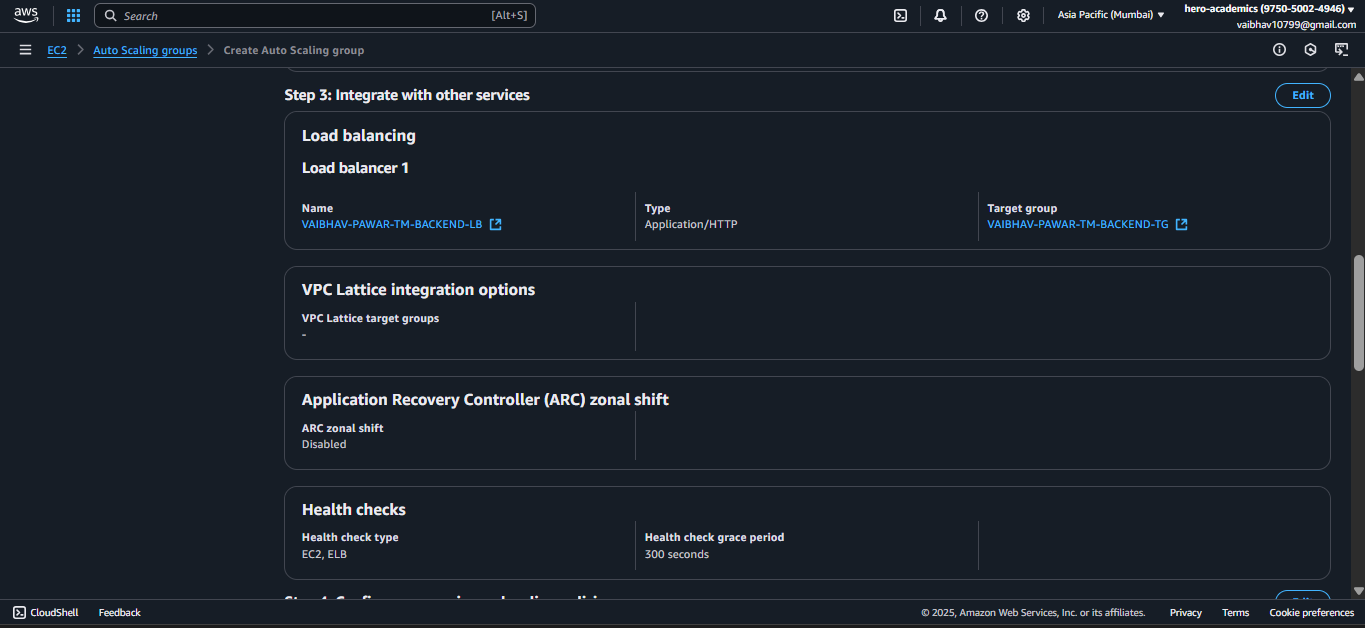 aws
Search
[Alt+S]
Asia Pacific (Mumbai)
hero-academics (9750-5002-4946)
vaibhav10799@gmail.com
EC2
Auto Scaling groups
Create Auto Scaling group
Step 3: Integrate with other services
Edit
Load balancing
Load balancer 1
Name
VAIBHAV-PAWAR-TM-BACKEND-LB
Type
Application/HTTP
Target group
VAIBHAV-PAWAR-TM-BACKEND-TG
VPC Lattice integration options
VPC Lattice target groups
-
Application Recovery Controller (ARC) zonal shift
ARC zonal shift
Disabled
Health checks
Health check type
EC2, ELB
Health check grace period
300 seconds
CloudShell
Feedback
© 2025, Amazon Web Services, Inc. or its affiliates.
Privacy
Terms
Cookie preferences